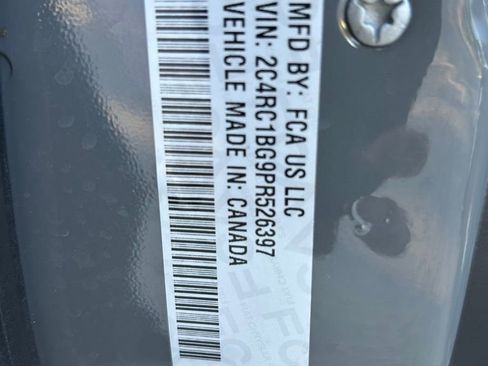 MFD BY: FCA US LLC
VIN: 2C4RC1BG9PR526397
VEHICLE MADE IN: CANADA